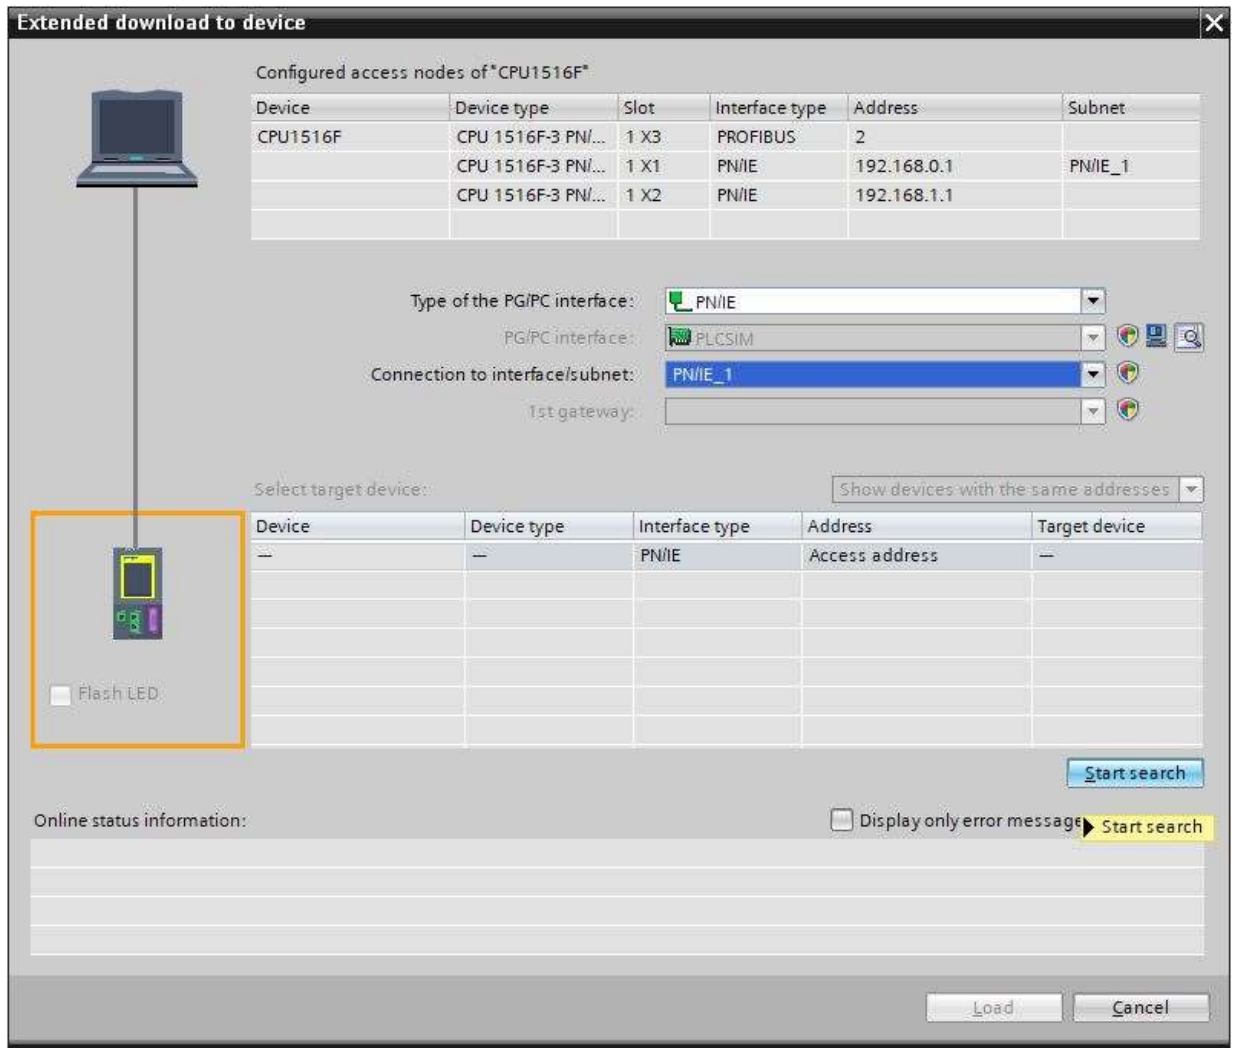 Extended download to device
Configured access nodes of "CPU1516F"
Device Device type Slot Interface type Address Subnet
CPU1516F CPU 1516F-3 PN/... 1 X3 PROFIBUS 2
CPU 1516F-3 PN/... 1 X1 PN/IE 192.168.0.1 PN/IE_1
CPU 1516F-3 PN/... 1 X2 PN/IE 192.168.1.1
Type of the PG/PC interface: PN/IE
PG/PC interface: PLCSIM
Connection to interface/subnet: PN/IE_1
1st gateway:
Select target device: Show devices with the same addresses
Device Device type Interface type Address Target device
— — PN/IE Access address —
Flash LED
Start search
Online status information: Display only error message
Start search
Load Cancel